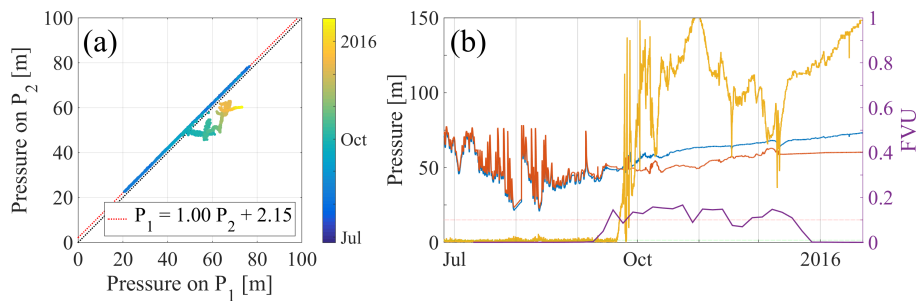 (a)
100
80
60
40
20
0
Pressure on P2 [m]
0 20 40 60 80 100
Pressure on P1 [m]
P1 = 1.00 P2 + 2.15
2016
Oct
Jul
(b)
150
100
50
0
Pressure [m]
Jul Oct 2016
1
0.8
0.6
0.4
0.2
0
FVU